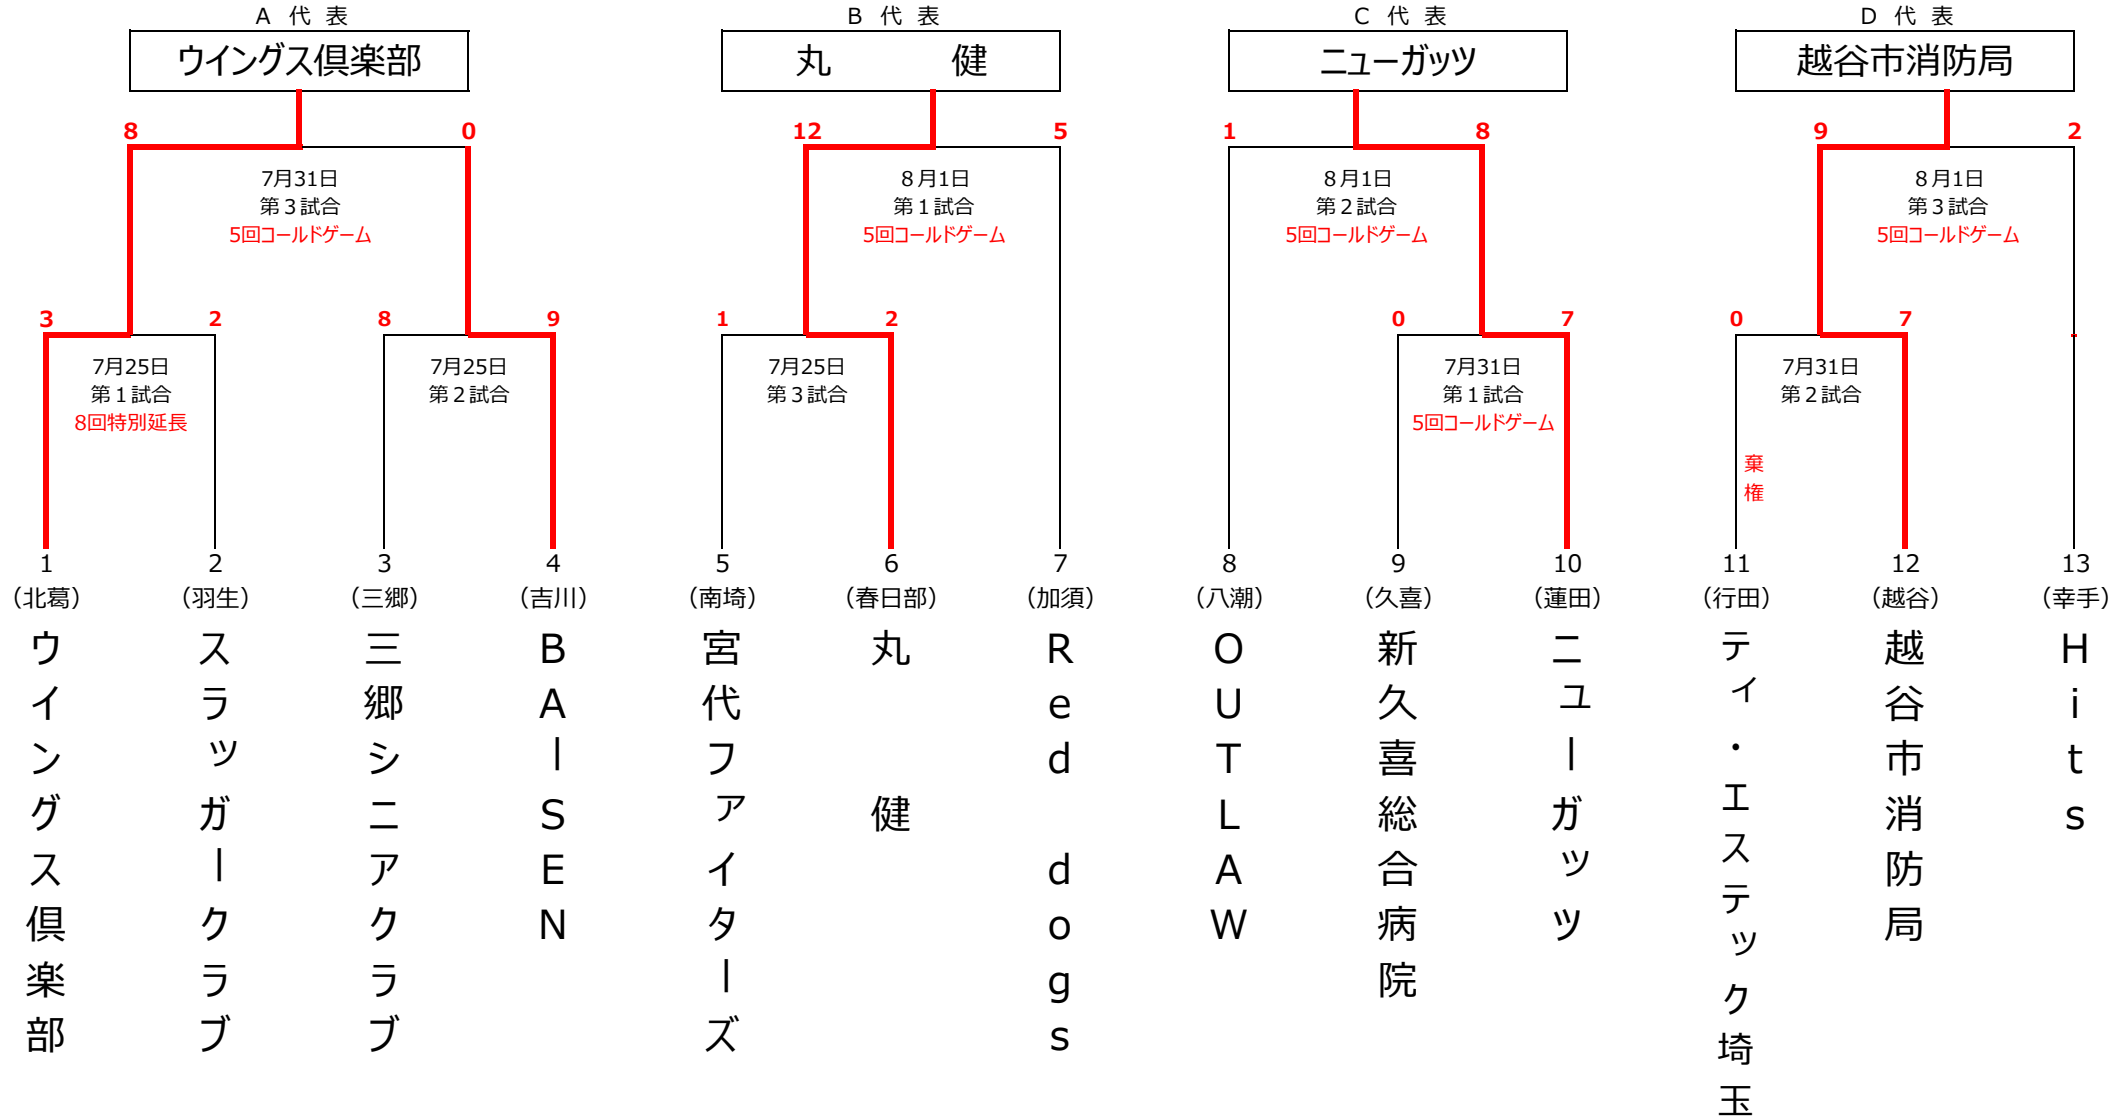 A 代 表
B 代 表
C 代 表
D 代 表
ウイングス倶楽部
丸 健
ニューガッツ
越谷市消防局
8 0
12 5
1 8
9 2
7月31日
第３試合
5回コールドゲーム
８月1日
第１試合
5回コールドゲーム
８月1日
第２試合
5回コールドゲーム
８月1日
第３試合
5回コールドゲーム
3 2
8 9
1 2
0 7
0 7
-
7月25日
第１試合
8回特別延長
7月25日
第２試合
7月25日
第３試合
7月31日
第１試合
5回コールドゲーム
7月31日
第２試合
棄権
1
（北葛）
ウイングス倶楽部
2
（羽生）
スラッガークラブ
3
（三郷）
三郷シニアクラブ
4
（吉川）
BAーSEN
5
（南埼）
宮代ファイターズ
6
（春日部）
丸 健
7
（加須）
Red dogs
8
（八潮）
OUTLAW
9
（久喜）
新久喜総合病院
10
（蓮田）
ニューガッツ
11
（行田）
ティ・エステック埼玉
12
（越谷）
越谷市消防局
13
（幸手）
Hits